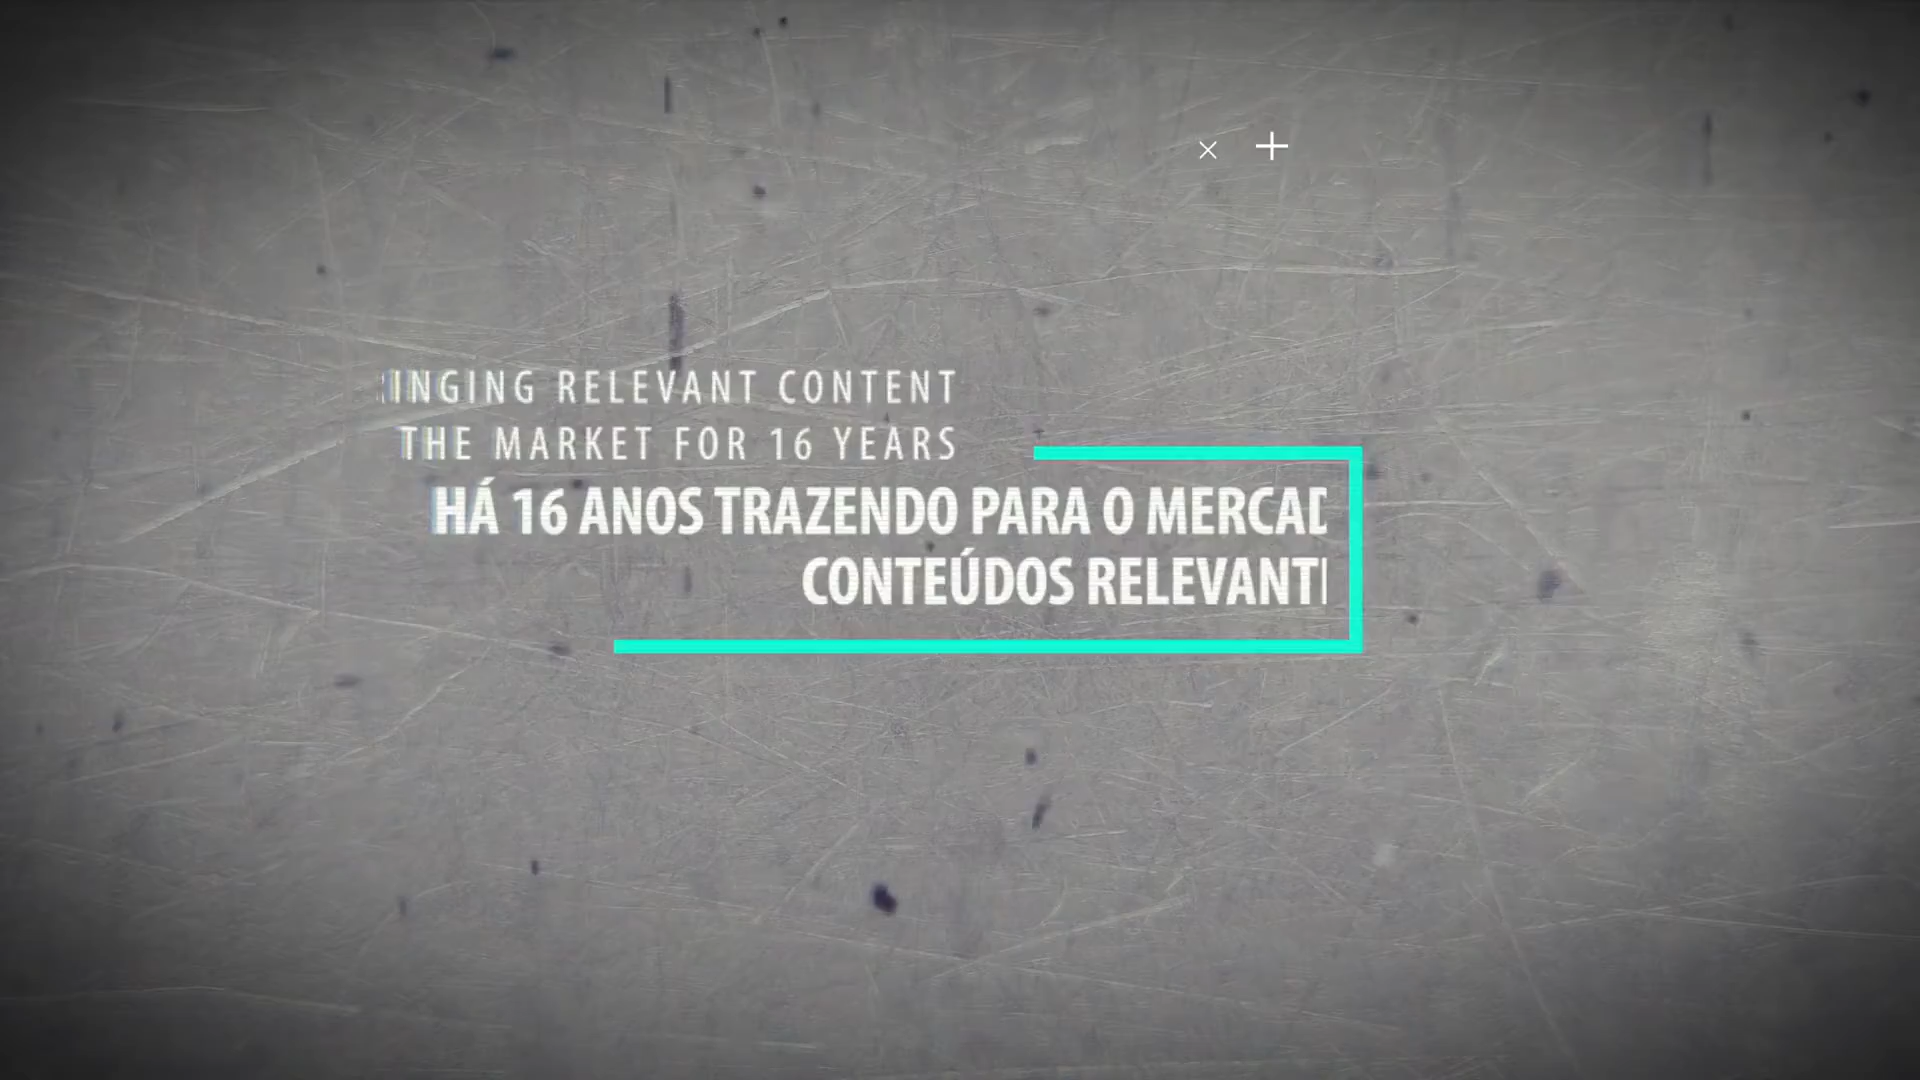 INGING RELEVANT CONTENT
THE MARKET FOR 16 YEARS
HÁ 16 ANOS TRAZENDO PARA O MERCAD
CONTEÚDOS RELEVANT